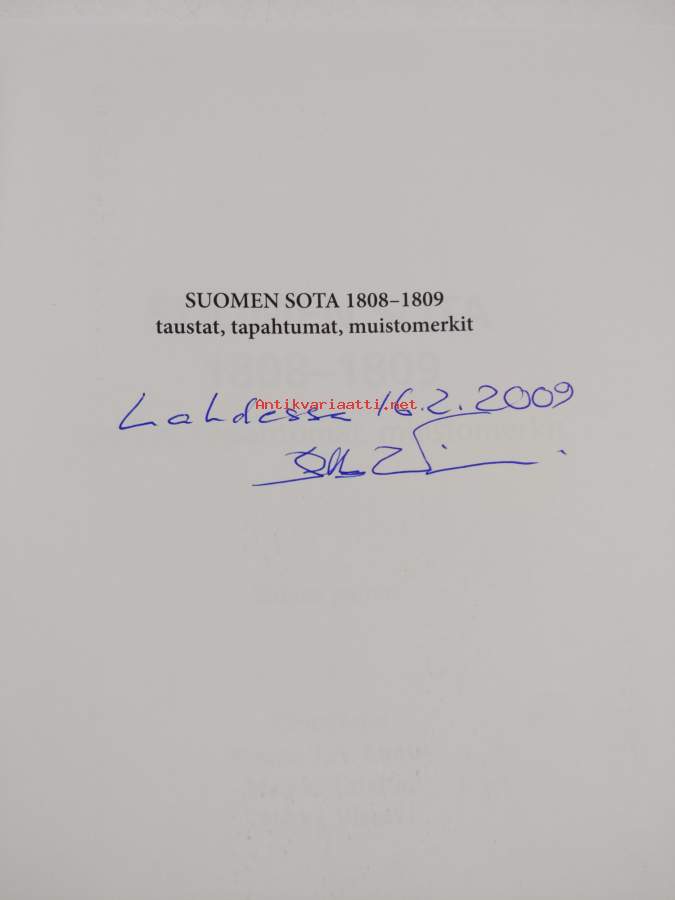 SUOMEN SOTA 1808–1809
taustat, tapahtumat, muistomerkit
Antikvariaatti.net
Lahdessa 16.2.2009